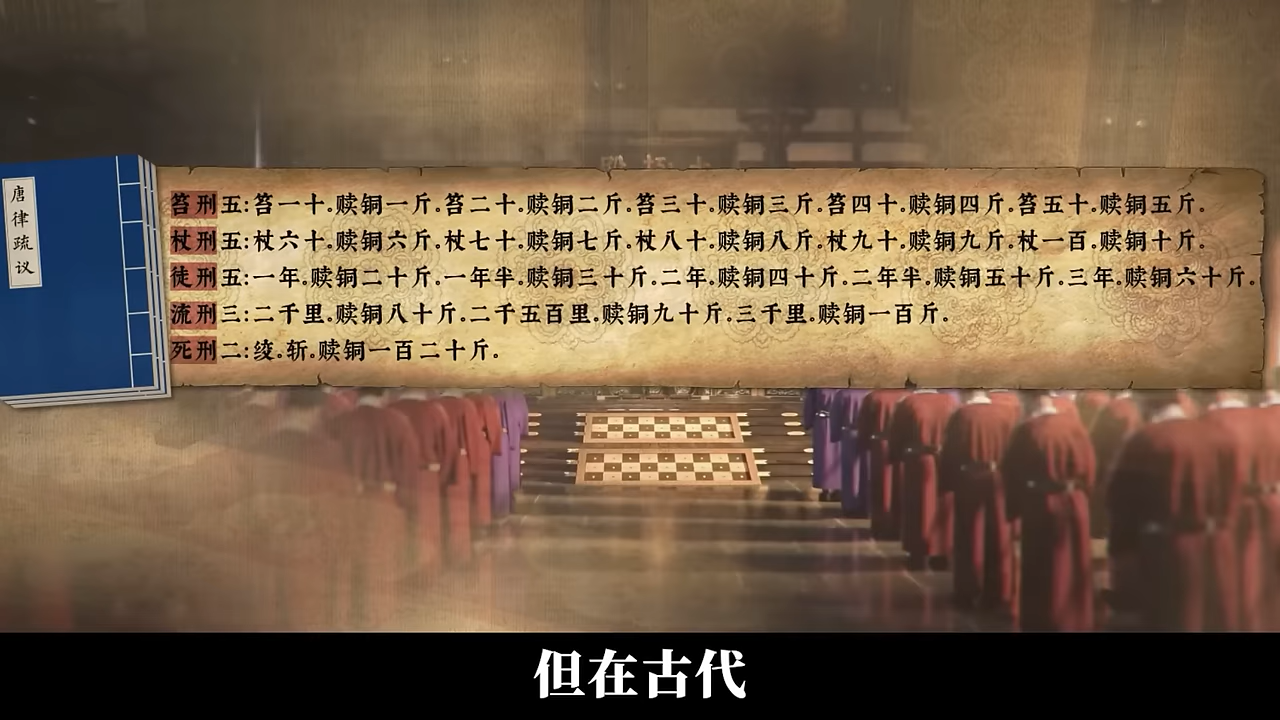 唐律疏议
笞刑五:笞一十.赎铜一斤.笞二十.赎铜二斤.笞三十.赎铜三斤.笞四十.赎铜四斤.笞五十.赎铜五斤.
杖刑五:杖六十.赎铜六斤.杖七十.赎铜七斤.杖八十.赎铜八斤.杖九十.赎铜九斤.杖一百.赎铜十斤.
徒刑五:一年.赎铜二十斤.一年半.赎铜三十斤.二年.赎铜四十斤.二年半.赎铜五十斤.三年.赎铜六十斤.
流刑三:二千里.赎铜八十斤.二千五百里.赎铜九十斤.三千里.赎铜一百斤.
死刑二:绞.斩.赎铜一百二十斤.
但在古代